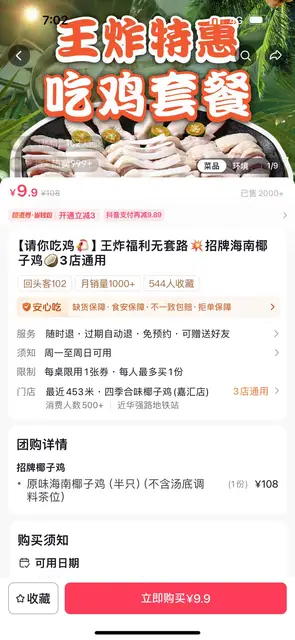 7:02
王炸特惠
吃鸡套餐
菜品
环境
1/9
¥9.9 ¥108
已售 2000+
开通立减3
抖音支付再减9.89
【请你吃鸡🐔】王炸福利无套路💥招牌海南椰
子鸡🥥3店通用
回头客102
月销量1000+
544人收藏
安心吃
缺货保障·食安保障·不一致包赔·拒单保障
服务 随时退·过期自动退·免预约·可赠送好友
须知 周一至周日可用
限制 每桌限用1张券·每人最多买1份
门店 最近453米·四季合味椰子鸡(嘉汇店)
3店通用
消费人数500+
近华强路地铁站
团购详情
招牌椰子鸡
·原味海南椰子鸡 (半只) (不含汤底调
料茶位)
(1份) ¥108
购买须知
可用日期
收藏
立即购买¥9.9